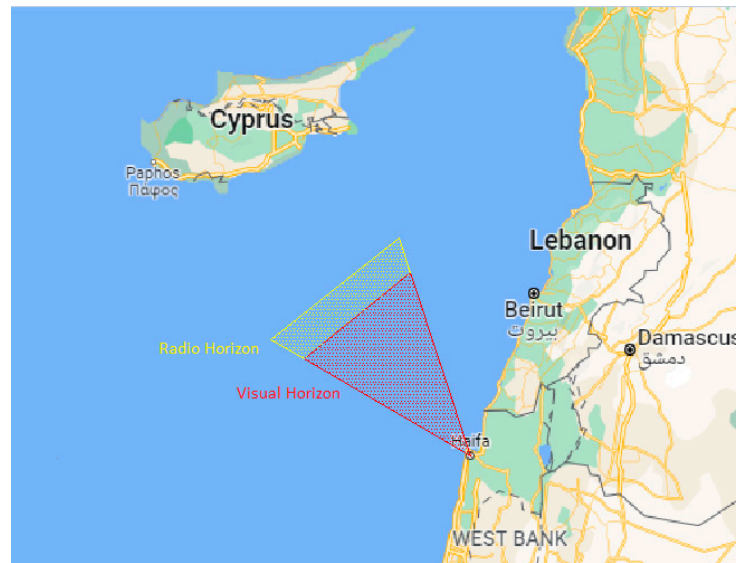 Cyprus
Paphos
Πάφος
Lebanon
Beirut
بيروت
Radio Horizon
Damascus
دمشق
Visual Horizon
Haifa
WEST BANK